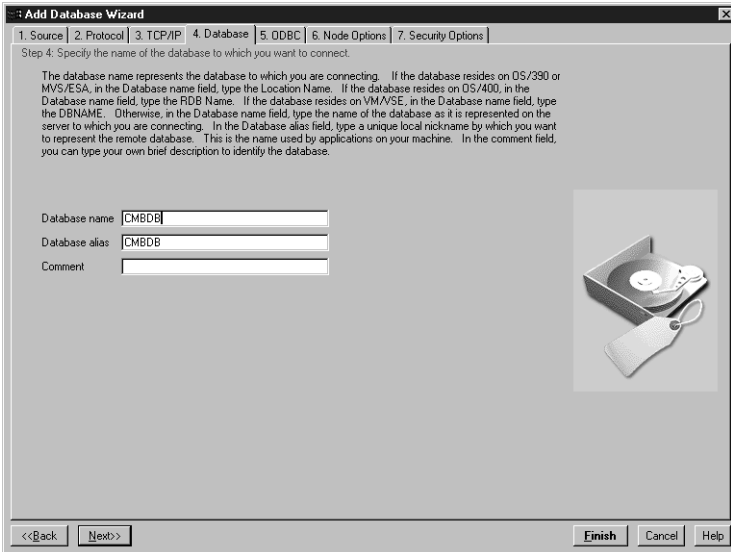 Add Database Wizard
1. Source 2. Protocol 3. TCP/IP 4. Database 5. ODBC 6. Node Options 7. Security Options
Step 4: Specify the name of the database to which you want to connect.
The database name represents the database to which you are connecting. If the database resides on OS/390 or
MVS/ESA, in the Database name field, type the Location Name. If the database resides on OS/400, in the
Database name field, type the RDB Name. If the database resides on VM/VSE, in the Database name field, type
the DBNAME. Otherwise, in the Database name field, type the name of the database as it is represented on the
server to which you are connecting. In the Database alias field, type a unique local nickname by which you want
to represent the remote database. This is the name used by applications on your machine. In the comment field,
you can type your own brief description to identify the database.
Database name CMBDB
Database alias CMBDB
Comment
<<Back Next>> Finish Cancel Help